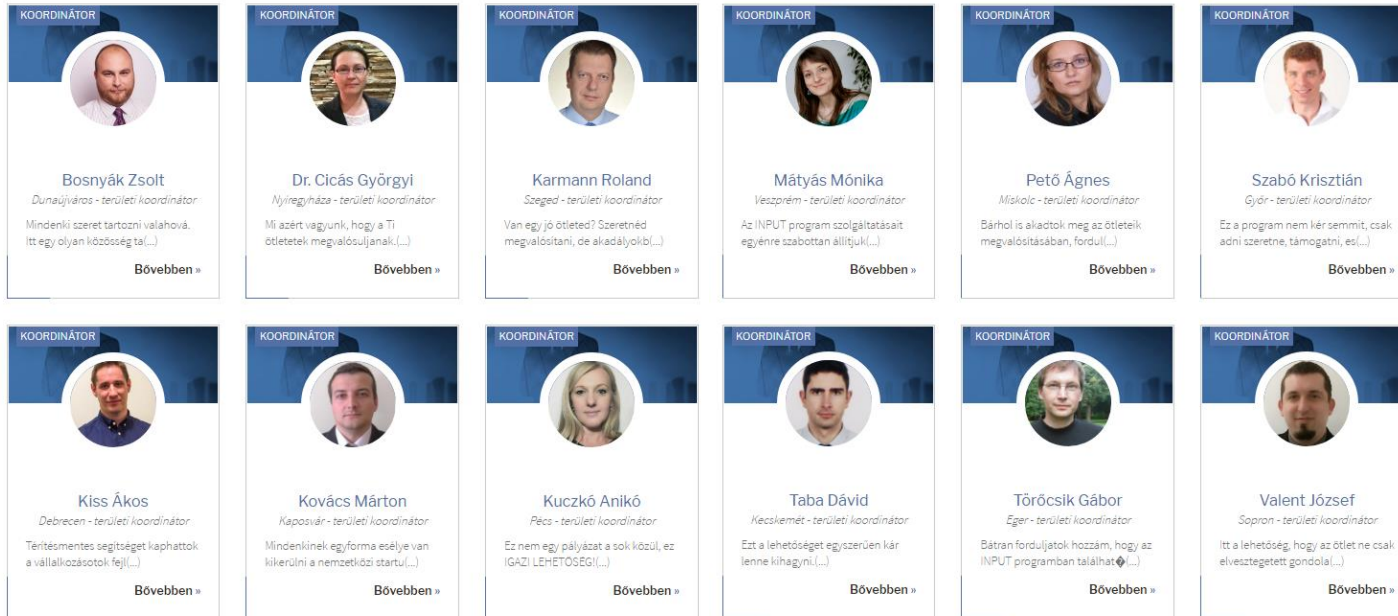 KOORDINÁTOR
Bosnyák Zsolt
Dunaújváros - területi koordinátor
Mindenki szeret tartozni valahová.
Itt egy olyan közösség ta(...)
Bővebben »
KOORDINÁTOR
Dr. Cicás Györgyi
Nyíregyháza - területi koordinátor
Mi azért vagyunk, hogy a Ti
ötletetek megvalósuljanak.(...)
Bővebben »
KOORDINÁTOR
Karmann Roland
Szeged - területi koordinátor
Van egy jó ötleted? Szeretnéd
megvalósítani, de akadályokb(...)
Bővebben »
KOORDINÁTOR
Mátyás Mónika
Veszprém - területi koordinátor
Az INPUT program szolgáltatásait
egyénre szabottan állítjuk(...)
Bővebben »
KOORDINÁTOR
Pető Ágnes
Miskolc - területi koordinátor
Bárhol is akadtok meg az ötleteik
megvalósításában, fordul(...)
Bővebben »
KOORDINÁTOR
Szabó Krisztián
Győr - területi koordinátor
Ez a program nem kér semmit, csak
adni szeretne, támogatni, es(...)
Bővebben »
KOORDINÁTOR
Kiss Ákos
Debrecen - területi koordinátor
Térítésmentes segítséget kaphattok
a vállalkozásotok fejl(...)
Bővebben »
KOORDINÁTOR
Kovács Márton
Kaposvár - területi koordinátor
Mindenkinek egyforma esélye van
kikerülni a nemzetközi startu(...)
Bővebben »
KOORDINÁTOR
Kuczkó Anikó
Pécs - területi koordinátor
Ez nem egy pályázat a sok közül, ez
IGAZI LEHETŐSÉG!(...)
Bővebben »
KOORDINÁTOR
Taba Dávid
Kecskemét - területi koordinátor
Ezt a lehetőséget egyszerűen kár
lenne kihagyni.(...)
Bővebben »
KOORDINÁTOR
Törőcsik Gábor
Eger - területi koordinátor
Bátran forduljatok hozzám, hogy az
INPUT programban találhat�(...)
Bővebben »
KOORDINÁTOR
Valent József
Sopron - területi koordinátor
Itt a lehetőség, hogy az ötlet ne csak
elvesztegetett gondola(...)
Bővebben »